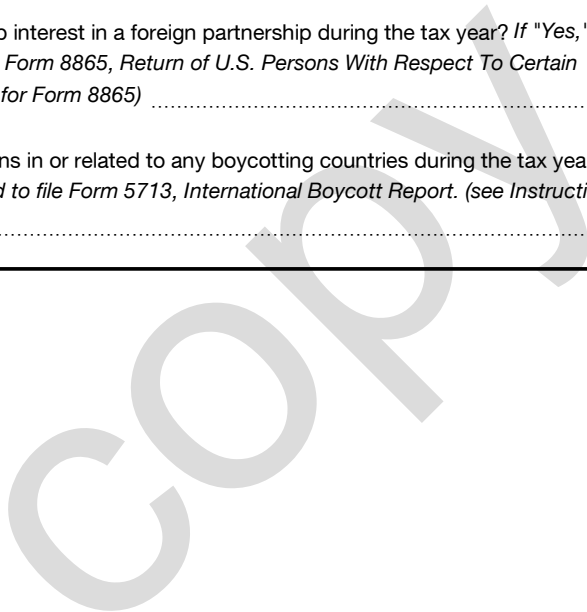 o interest in a foreign partnership during the tax year? If "Yes,"
Form 8865, Return of U.S. Persons With Respect To Certain
for Form 8865)
ns in or related to any boycotting countries during the tax yea
d to file Form 5713, International Boycott Report. (see Instructi
copy